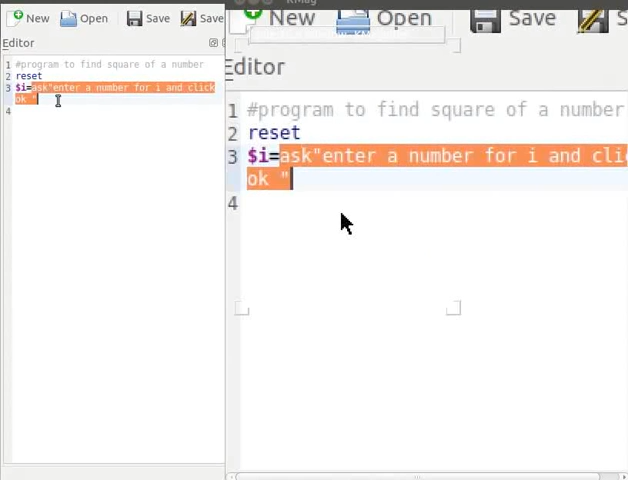 New Open Save Save
Editor
1 #program to find square of a number
2 reset
3 $i=ask"enter a number for i and click
ok "
4
KMag
New Open Save S
Editor
1 #program to find square of a number
2 reset
3 $i=ask"enter a number for i and clic
ok "
4